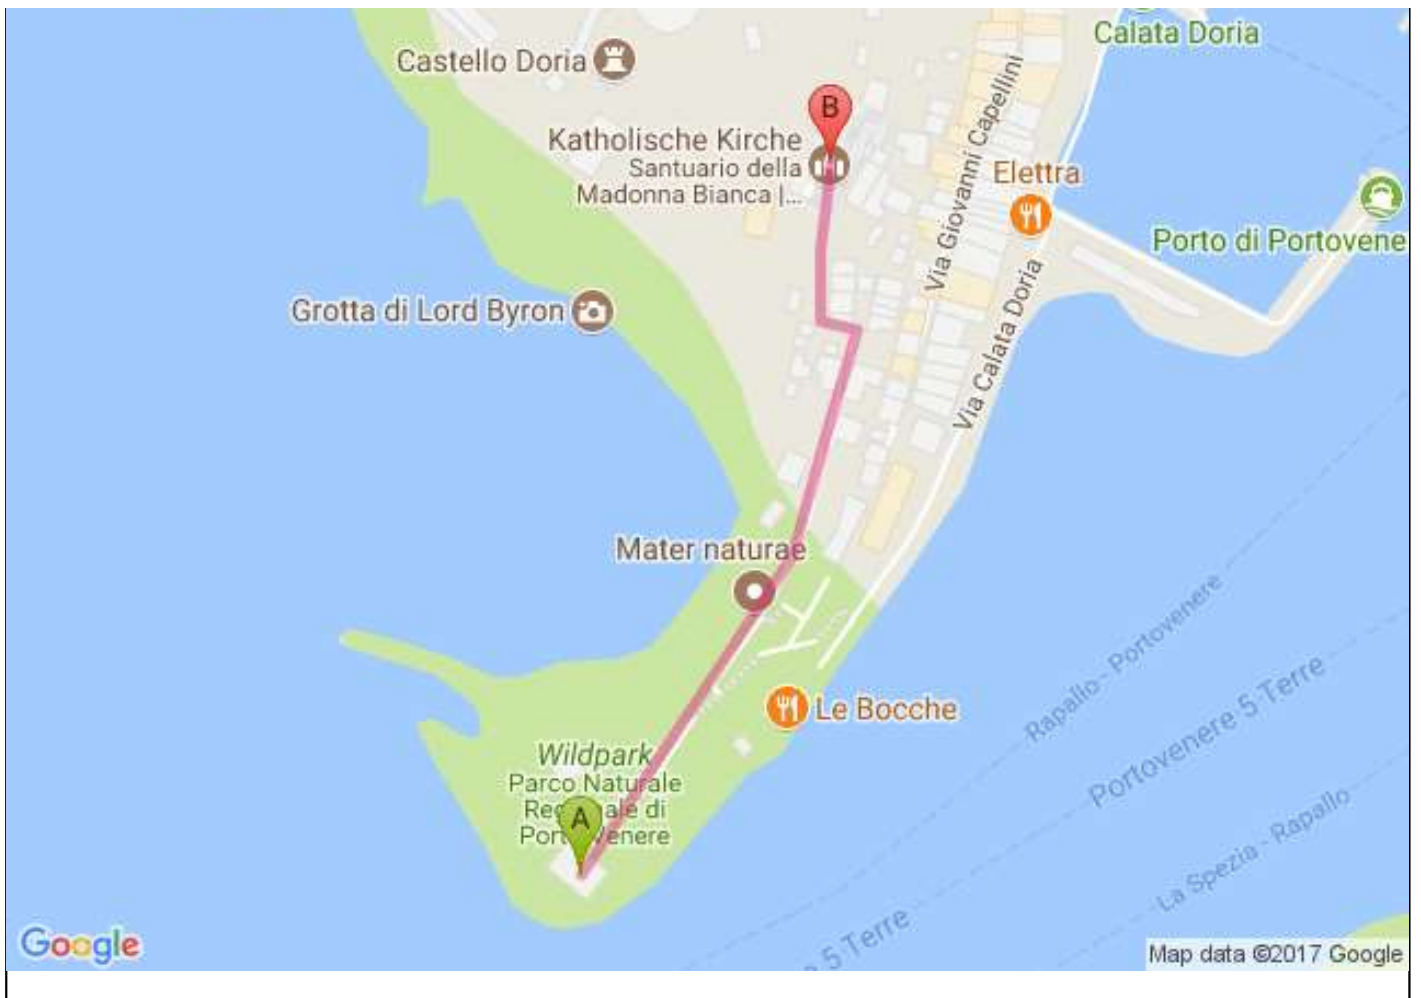 Calata Doria
Castello Doria
B
Katholische Kirche
Santuario della
Madonna Bianca |...
Via Giovanni Capellini
Elettra
Porto di Portovene
Grotta di Lord Byron
Via Calata Doria
Mater naturae
Rapallo - Portovenere
Le Bocche
Portovenere 5 Terre
Wildpark
Parco Naturale
Regionale di
Porto Venere
A
La Spezia - Rapallo
5 Terre
Google
Map data ©2017 Google